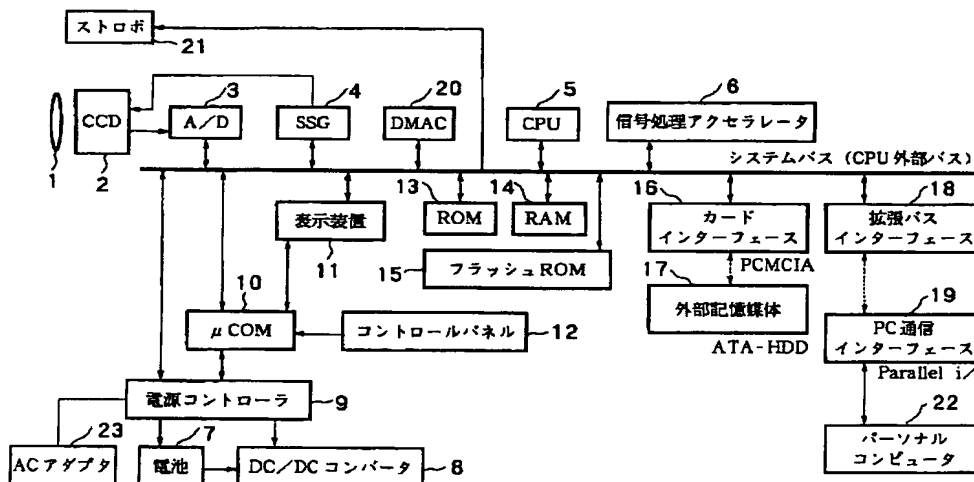 ストロボ
21
3
4
20
5
6
CCD
A/D
SSG
DMAC
CPU
信号処理アクセラレータ
1
2
システムバス (CPU外部バス)
13
14
16
18
表示装置
ROM
RAM
カード
インターフェース
拡張バス
インターフェース
11
15
フラッシュROM
PCMCIA
17
10
外部記憶媒体
19
μCOM
コントロールパネル
12
ATA-HDD
PC通信
インターフェース
Parallel i/
電源コントローラ
9
23
7
22
ACアダプタ
電池
DC/DCコンバータ
8
パーソナル
コンピュータ